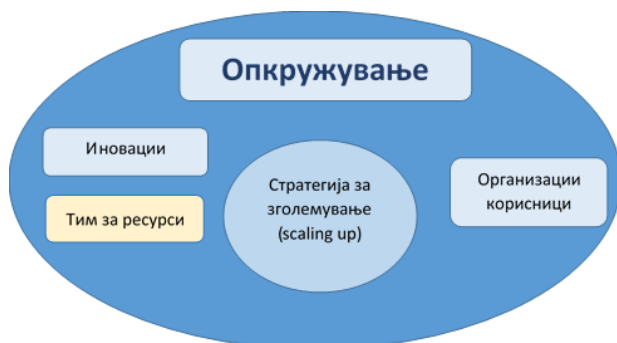 Опкружување
Иновации
Тим за ресурси
Стратегија за
зголемување
(scaling up)
Организации
корисници